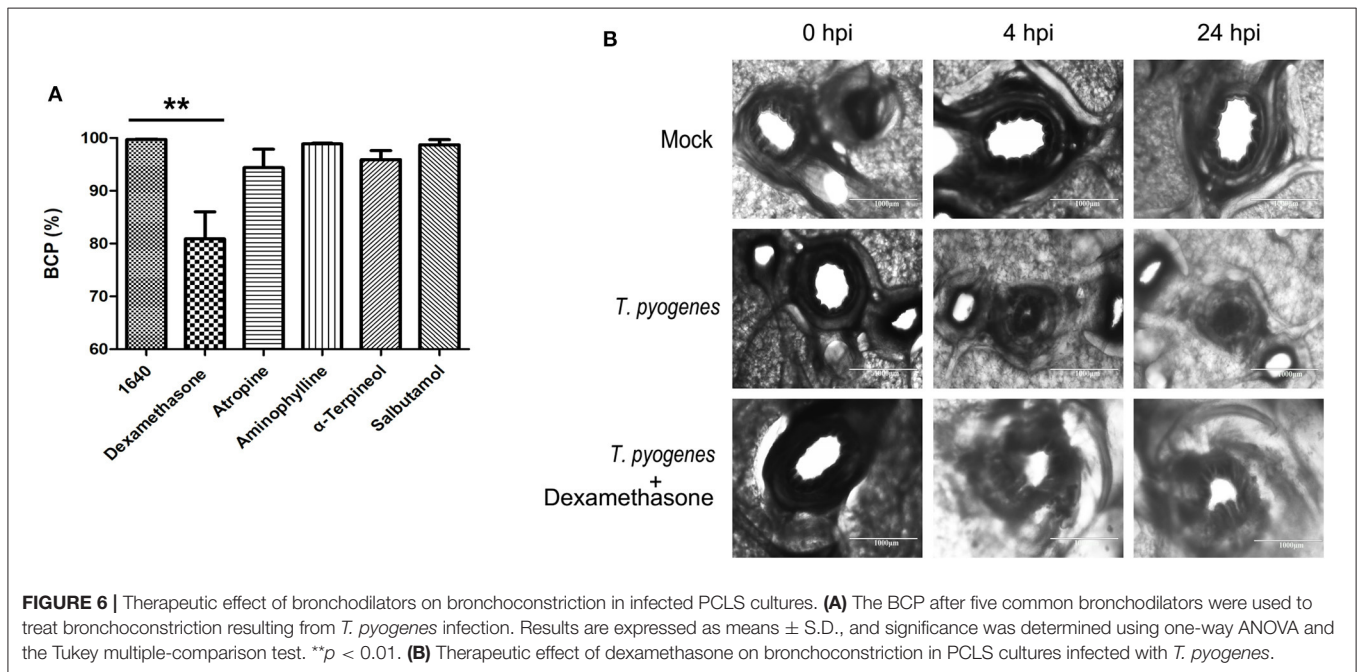 A
**
100
90
80
70
60
BCP (%)
1640
Dexamethasone
Atropine
Aminophylline
α-Terpineol
Salbutamol
B
0 hpi
4 hpi
24 hpi
Mock
1000μm
1000μm
1000μm
T. pyogenes
1000μm
1000μm
1000μm
T. pyogenes
+
Dexamethasone
1000μm
1000μm
1000μm
FIGURE 6 | Therapeutic effect of bronchodilators on bronchoconstriction in infected PCLS cultures. (A) The BCP after five common bronchodilators were used to
treat bronchoconstriction resulting from T. pyogenes infection. Results are expressed as means ± S.D., and significance was determined using one-way ANOVA and
the Tukey multiple-comparison test. **p < 0.01. (B) Therapeutic effect of dexamethasone on bronchoconstriction in PCLS cultures infected with T. pyogenes.